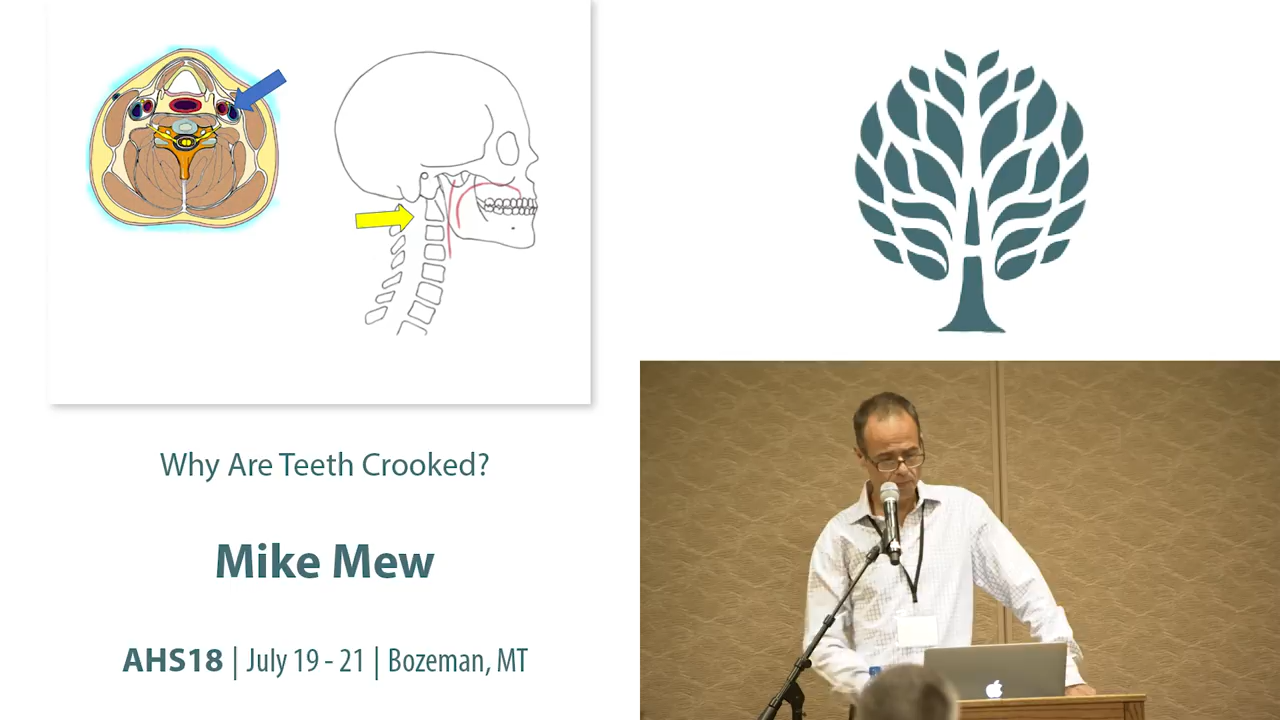 Why Are Teeth Crooked?
Mike Mew
AHS18 | July 19 - 21 | Bozeman, MT